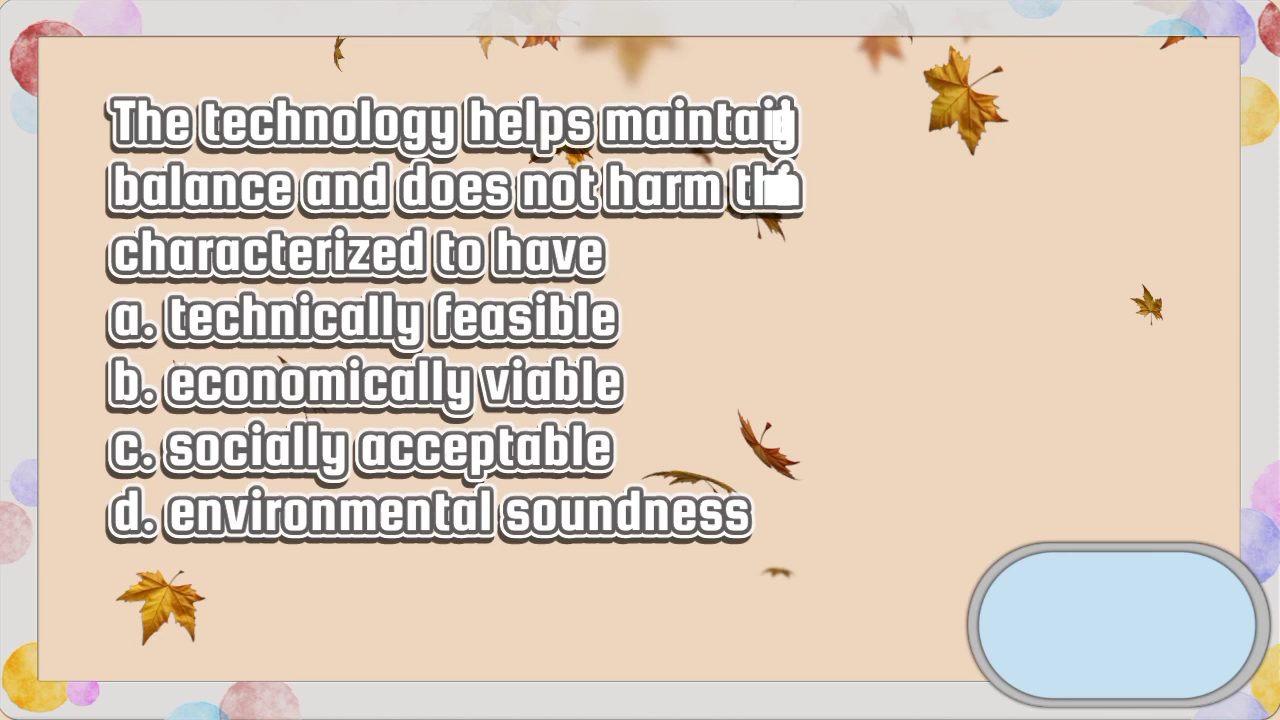 The technology helps
balance and does not harm
characterized to have
a. technically feasible
b. economically viable
c. socially acceptable
d. environmental soundness